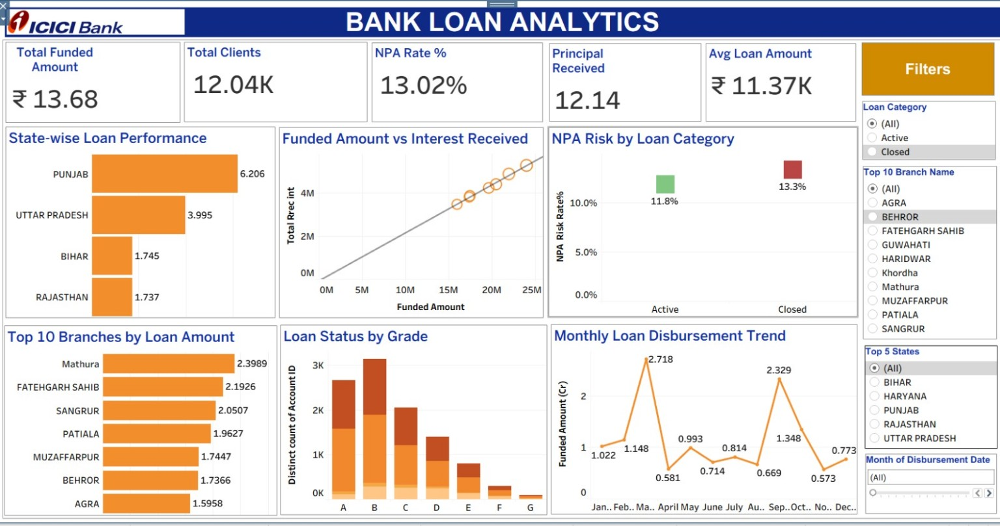 ICICI Bank
BANK LOAN ANALYTICS
Total Funded
Amount
₹ 13.68
Total Clients
12.04K
NPA Rate %
13.02%
Principal
Received
12.14
Avg Loan Amount
₹ 11.37K
Filters
State-wise Loan Performance
PUNJAB 6.206
UTTAR PRADESH 3.995
BIHAR 1.745
RAJASTHAN 1.737
Funded Amount vs Interest Received
Total Rrec int
4M
2M
0M
0M 5M 10M 15M 20M 25M
Funded Amount
NPA Risk by Loan Category
NPA Risk Rate%
10.0%
5.0%
0.0%
11.8%
13.3%
Active Closed
Loan Category
(All)
Active
Closed
Top 10 Branch Name
(All)
AGRA
BEHROR
FATEHGARH SAHIB
GUWAHATI
HARIDWAR
Khordha
Mathura
MUZAFFARPUR
PATIALA
SANGRUR
Top 10 Branches by Loan Amount
Mathura 2.3989
FATEHGARH SAHIB 2.1926
SANGRUR 2.0507
PATIALA 1.9627
MUZAFFARPUR 1.7447
BEHROR 1.7366
AGRA 1.5958
Loan Status by Grade
Distinct count of Account ID
3K
2K
1K
0K
A B C D E F G
Monthly Loan Disbursement Trend
Funded Amount (Cr)
2
1
0
1.022
1.148
2.718
0.581
0.993
0.714
0.814
0.669
2.329
1.348
0.573
0.773
Jan.. Feb.. Ma.. April May June July Au.. Sep.. Oct.. No.. Dec..
Top 5 States
(All)
BIHAR
HARYANA
PUNJAB
RAJASTHAN
UTTAR PRADESH
Month of Disbursement Date
(All)